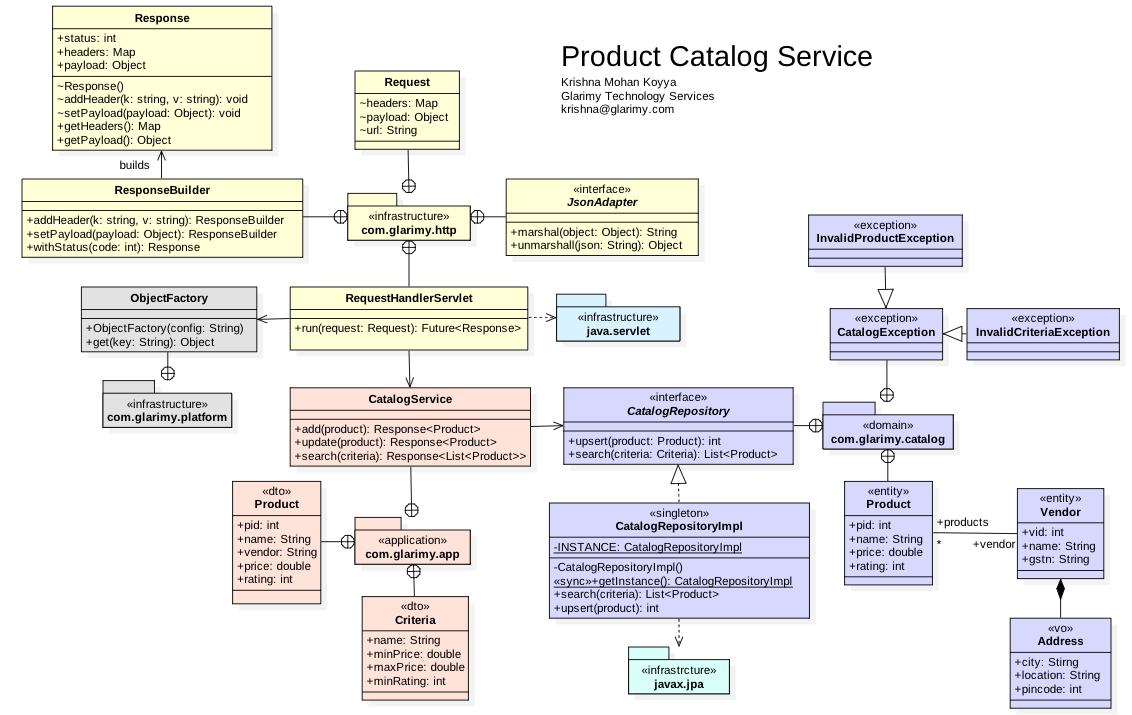 Product Catalog Service
Krishna Mohan Koyya
Glarimy Technology Services
krishna@glarimy.com
Response
+status: int
+headers: Map
+payload: Object
~Response()
~addHeader(k: string, v: string): void
~setPayload(payload: Object): void
+getHeaders(): Map
+getPayload(): Object
Request
~headers: Map
~payload: Object
~url: String
builds
ResponseBuilder
+addHeader(k: string, v: string): ResponseBuilder
+setPayload(payload: Object): ResponseBuilder
+withStatus(code: int): Response
«infrastructure»
com.glarimy.http
«interface»
JsonAdapter
+marshal(object: Object): String
+unmarshall(json: String): Object
«exception»
InvalidProductException
ObjectFactory
+ObjectFactory(config: String)
+get(key: String): Object
RequestHandlerServlet
+run(request: Request): Future<Response>
«infrastructure»
java.servlet
«exception»
CatalogException
«exception»
InvalidCriteriaException
«infrastructure»
com.glarimy.platform
CatalogService
+add(product): Response<Product>
+update(product): Response<Product>
+search(criteria): Response<List<Product>>
«interface»
CatalogRepository
+upsert(product: Product): int
+search(criteria: Criteria): List<Product>
«domain»
com.glarimy.catalog
«dto»
Product
+pid: int
+name: String
+vendor: String
+price: double
+rating: int
«application»
com.glarimy.app
«singleton»
CatalogRepositoryImpl
-INSTANCE: CatalogRepositoryImpl
-CatalogRepositoryImpl()
«sync»+getInstance(): CatalogRepositoryImpl
+search(criteria): List<Product>
+upsert(product): int
«entity»
Product
+pid: int
+name: String
+price: double
+rating: int
+products
*
+vendor
«entity»
Vendor
+vid: int
+name: String
+gstn: String
«dto»
Criteria
+name: String
+minPrice: double
+maxPrice: double
+minRating: int
«infrastrcture»
javax.jpa
«vo»
Address
+city: Stirng
+location: String
+pincode: int